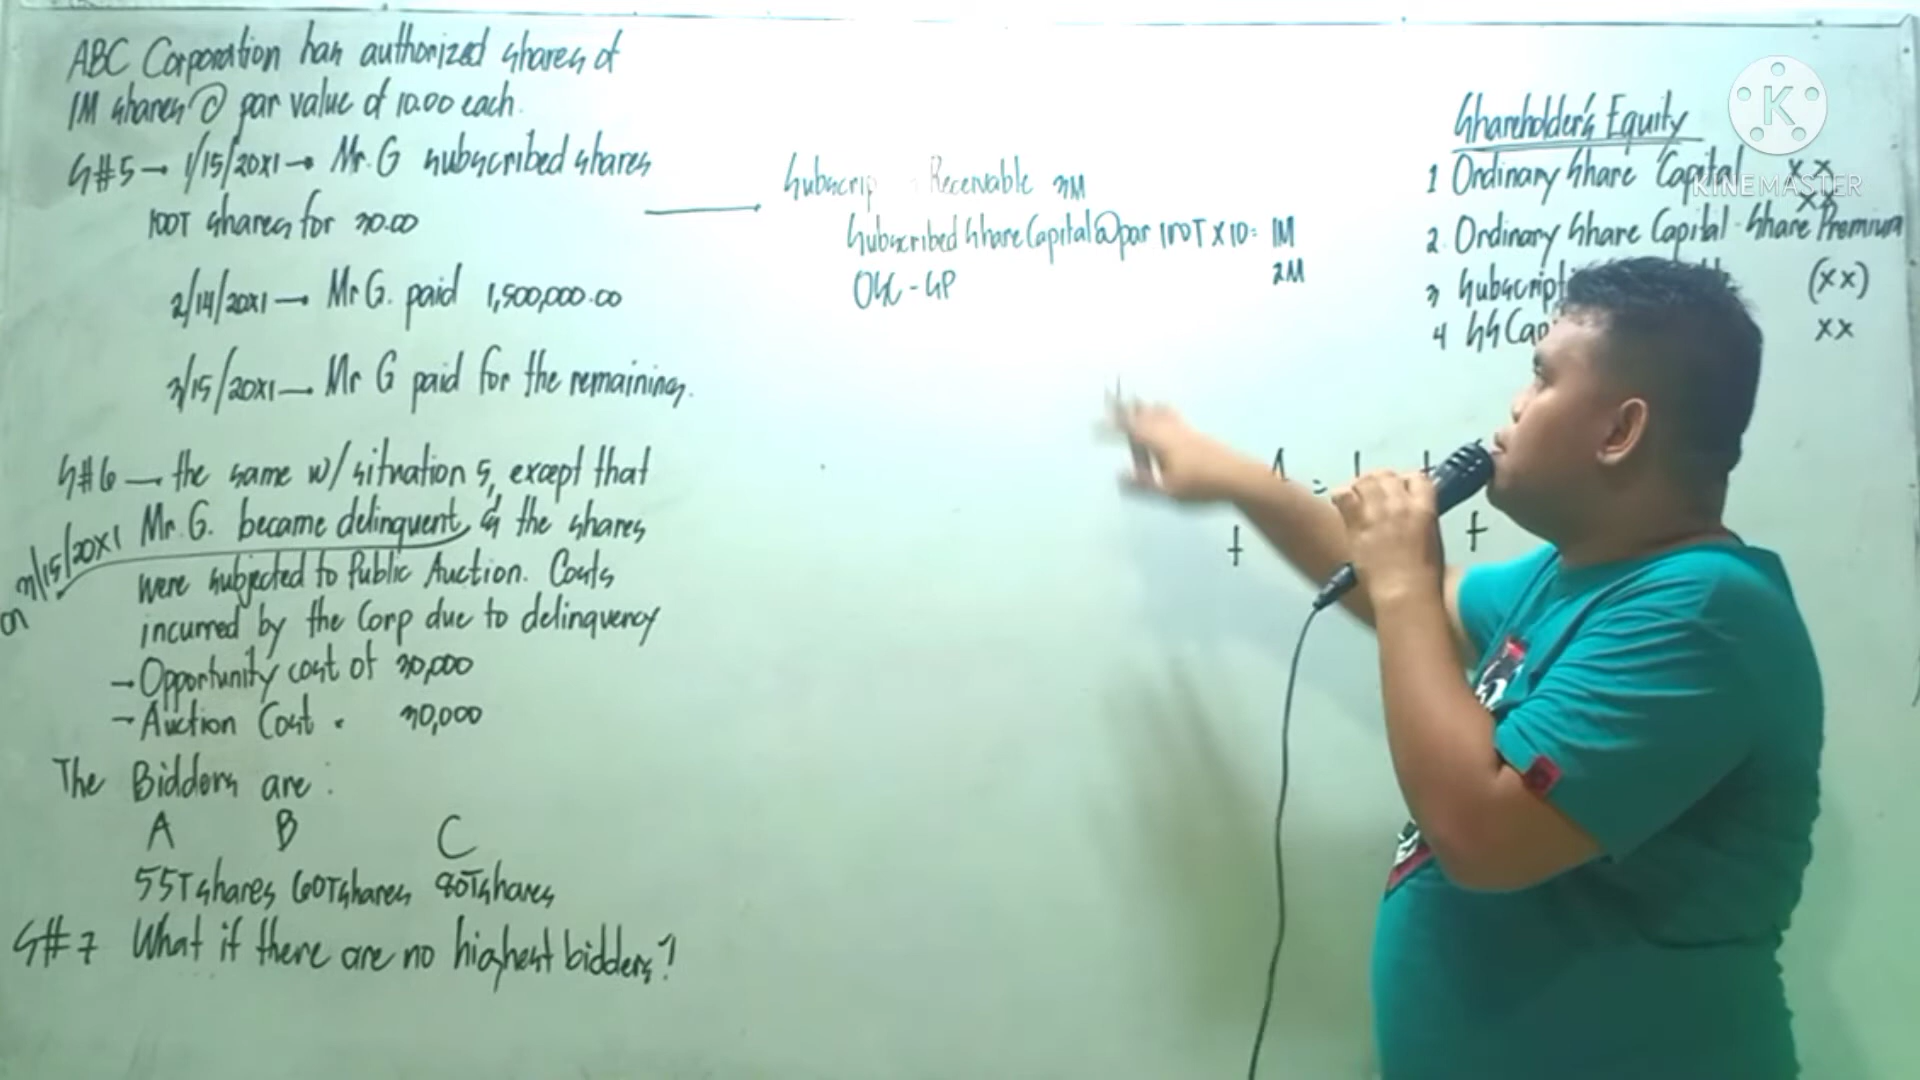 ABC Corporation has authorized shares of
1M shares @ par value of 10.00 each.
S#5 → 1/15/20x1 → Mr. G subscribed shares
100T shares for 30.00
2/14/20x1 — Mr G. paid 1,500,000.00
3/15/20x1 — Mr G paid for the remaining.
S#6 — the same w/ situation 5, except that
on 3/15/20x1 Mr. G. became delinquent & the shares
were subjected to Public Auction. Costs
incurred by the Corp due to delinquency
- Opportunity cost of 30,000
- Auction Cost . 30,000
The Bidders are :
A B C
55T shares 60T shares 80T shares
S#7 What if there are no highest bidders?
Subscrip Receivable 3M
Subscribed Share Capital @ par 100T x 10 = 1M
OSC - SP 2M
Shareholder's Equity
1 Ordinary Share Capital xx
xx
2. Ordinary Share Capital - Share Premium
3 Subscripti (xx)
4 SS Cap xx
K
KINEMASTER